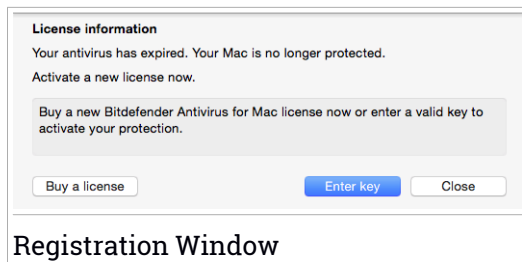 License information
Your antivirus has expired. Your Mac is no longer protected.
Activate a new license now.
Buy a new Bitdefender Antivirus for Mac license now or enter a valid key to
activate your protection.
Buy a license
Enter key
Close
Registration Window